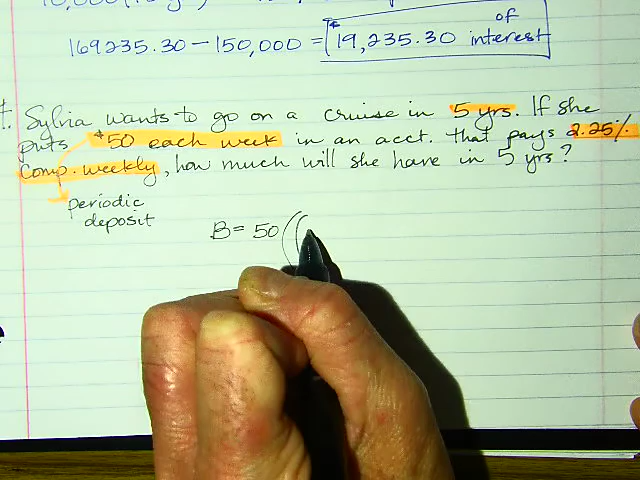 169235.30 - 150,000 = $19,235.30 of interest
Sylvia wants to go on a cruise in 5 yrs. If she
puts $50 each week in an acct. that pays 2.25%
comp. weekly, how much will she have in 5 yrs?
periodic
deposit
B = 50 ((